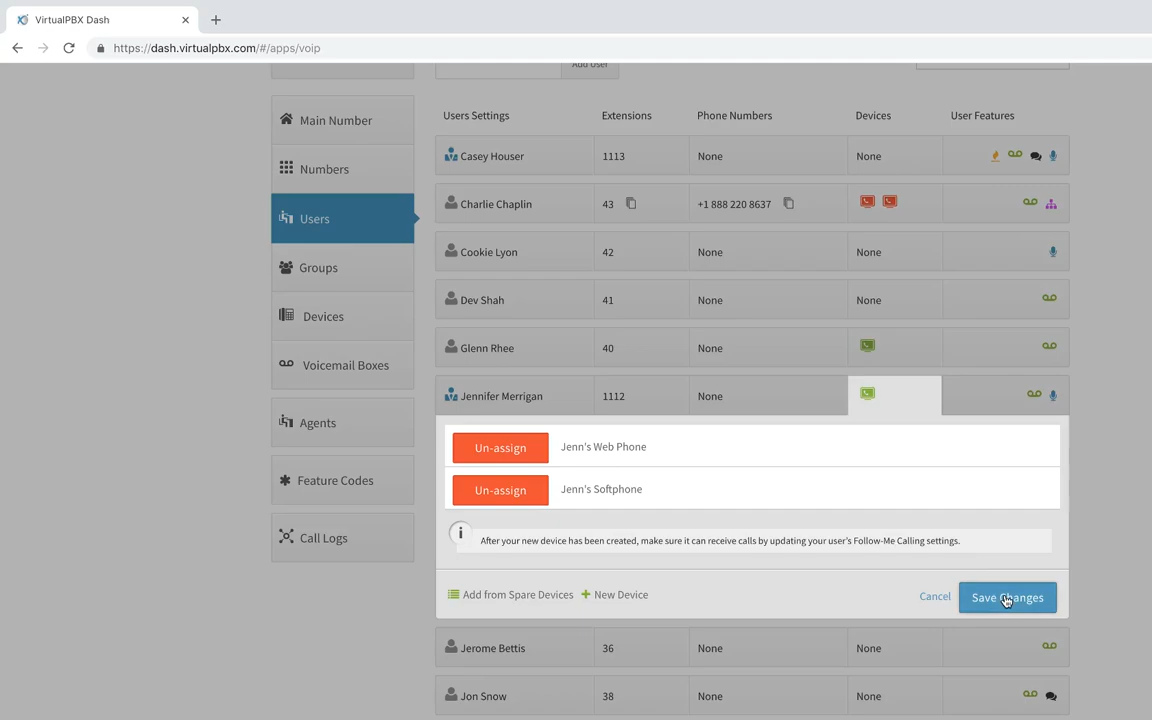 VirtualPBX Dash
https://dash.virtualpbx.com/#/apps/voip
Add User
Main Number
Numbers
Users
Groups
Devices
Voicemail Boxes
Agents
Feature Codes
Call Logs
Users Settings Extensions Phone Numbers Devices User Features
Casey Houser 1113 None None
Charlie Chaplin 43 +1 888 220 8637
Cookie Lyon 42 None None
Dev Shah 41 None None
Glenn Rhee 40 None
Jennifer Merrigan 1112 None
Un-assign Jenn's Web Phone
Un-assign Jenn's Softphone
After your new device has been created, make sure it can receive calls by updating your user's Follow-Me Calling settings.
Add from Spare Devices New Device Cancel Save Changes
Jerome Bettis 36 None None
Jon Snow 38 None None